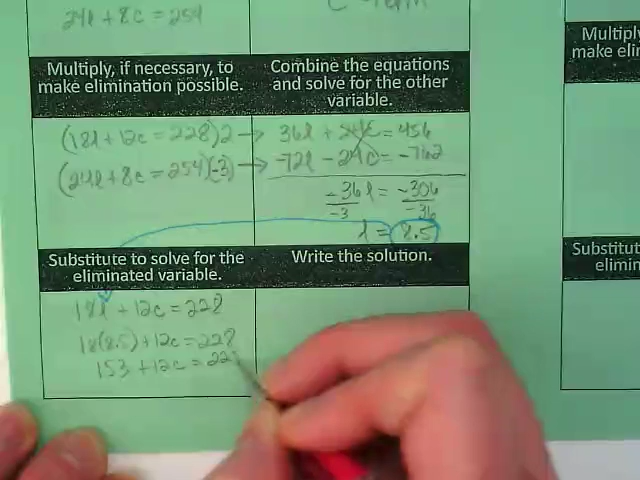 24l + 8c = 254
Multiply, if necessary, to make elimination possible.
(18l + 12c = 228)2 →
(24l + 8c = 254)(-3) →
Combine the equations and solve for the other variable.
36l + 24c = 456
-72l - 24c = -762
-36l = -306
-3 -36
l = 8.5
Substitute to solve for the eliminated variable.
18l + 12c = 228
18(8.5) + 12c = 228
153 + 12c = 228
Write the solution.
Multiply
make elim
Substitut
elimin